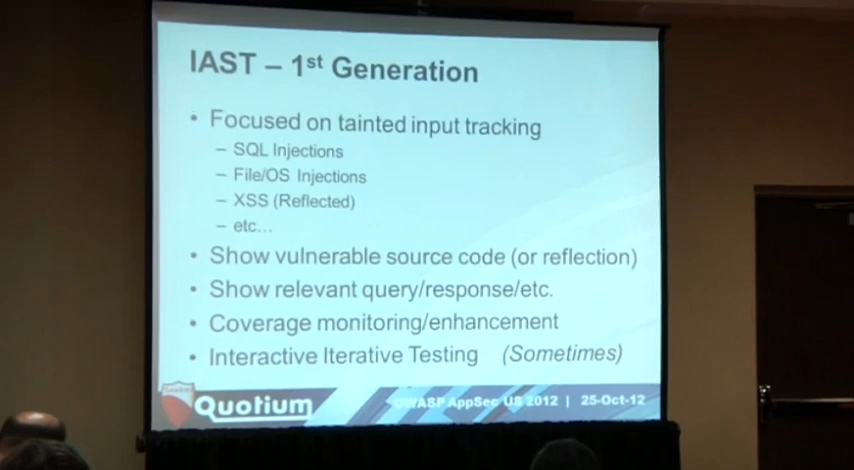 IAST – 1st Generation
• Focused on tainted input tracking
– SQL Injections
– File/OS Injections
– XSS (Reflected)
– etc...
• Show vulnerable source code (or reflection)
• Show relevant query/response/etc.
• Coverage monitoring/enhancement
• Interactive Iterative Testing (Sometimes)
Quotium
OWASP AppSec US 2012 | 25-Oct-12